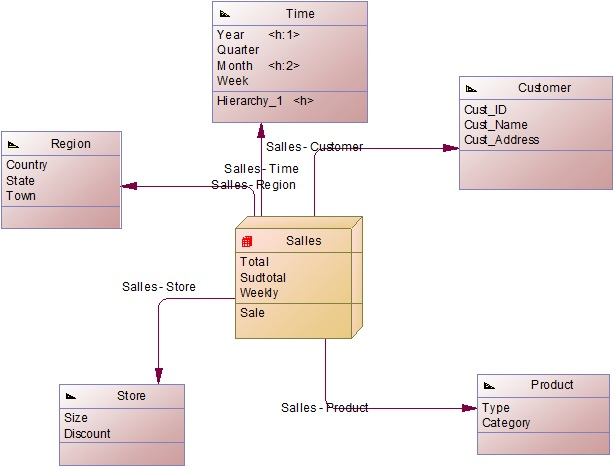 Time
Year <h:1>
Quarter
Month <h:2>
Week
Hierarchy_1 <h>
Customer
Cust_ID
Cust_Name
Cust_Address
Region
Country
State
Town
Salles - Customer
Salles - Time
Salles - Region
Salles
Total
Sudtotal
Weekly
Sale
Salles - Store
Store
Size
Discount
Salles - Product
Product
Type
Category